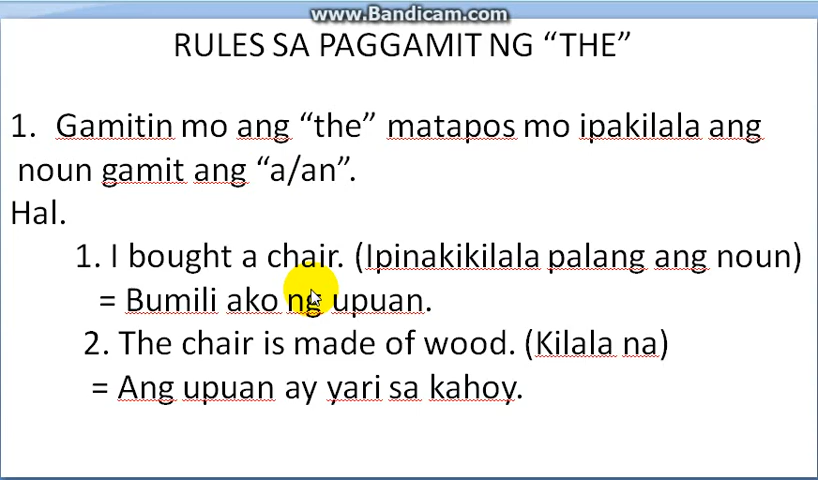 www.Bandicam.com
RULES SA PAGGAMIT NG “THE”
1. Gamitin mo ang “the” matapos mo ipakilala ang
noun gamit ang “a/an”.
Hal.
1. I bought a chair. (Ipinakikilala palang ang noun)
= Bumili ako ng upuan.
2. The chair is made of wood. (Kilala na)
= Ang upuan ay yari sa kahoy.